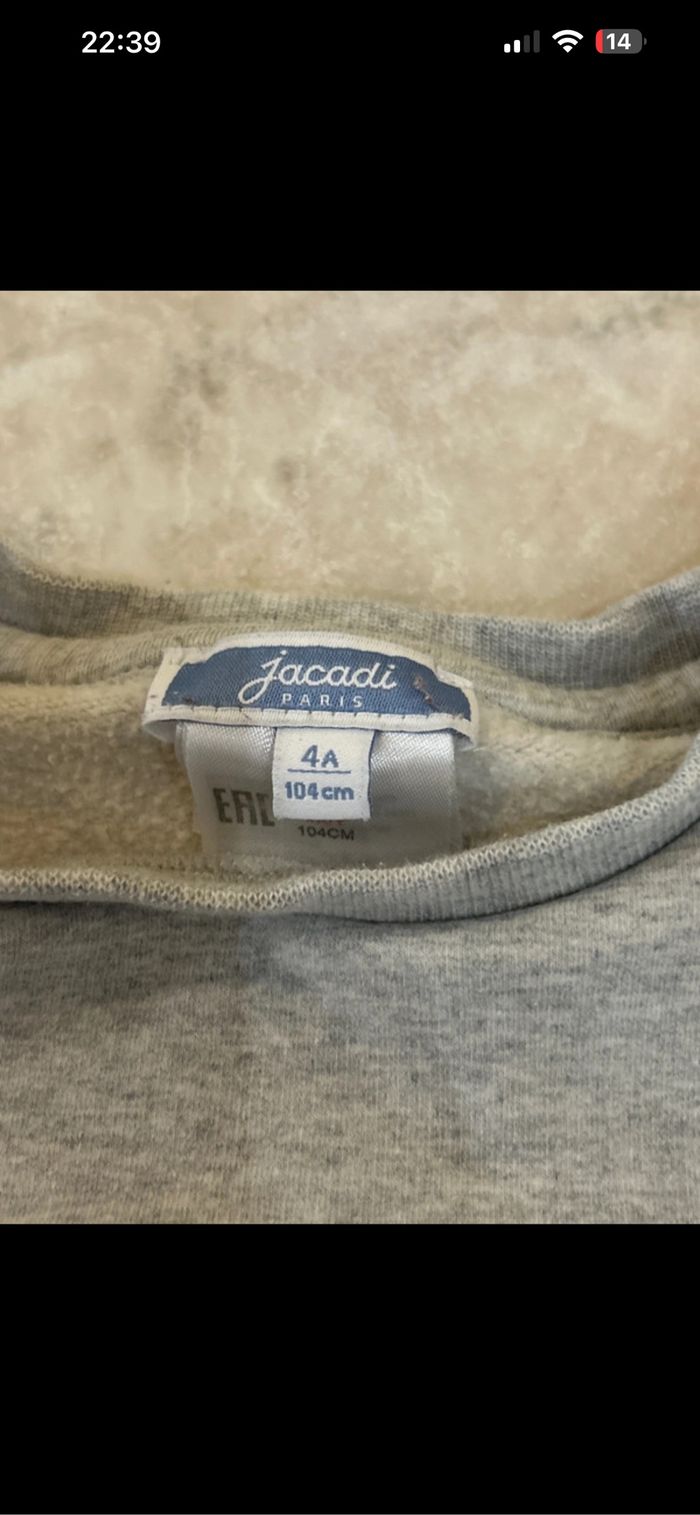 22:39
14
jacadi
PARIS
4A
104cm
EAC
104CM